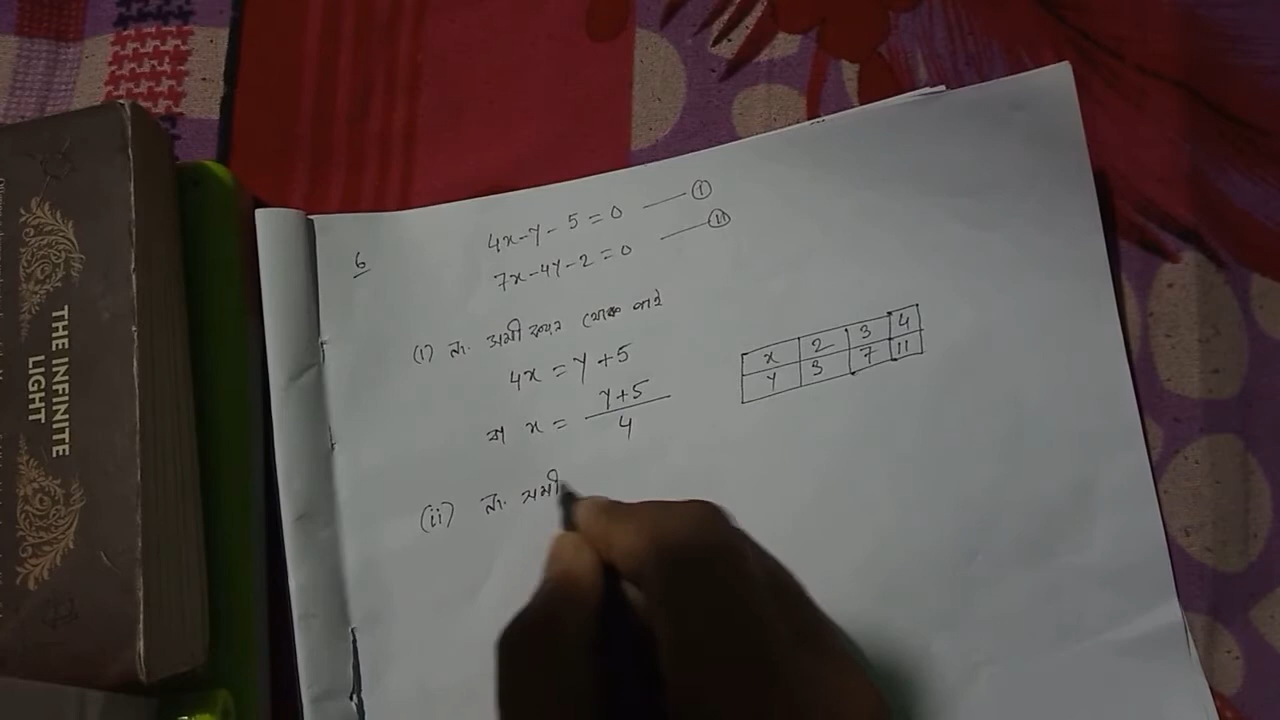 6
4x-y-5=0 —— (i)
7x-4y-2=0 —— (ii)
(i) নং সমীকরণ থেকে পাই
4x = y+5
বা x = y+5/4
x 2 3 4
y 3 7 11
(ii) নং সমী
THE INFINITE
LIGHT